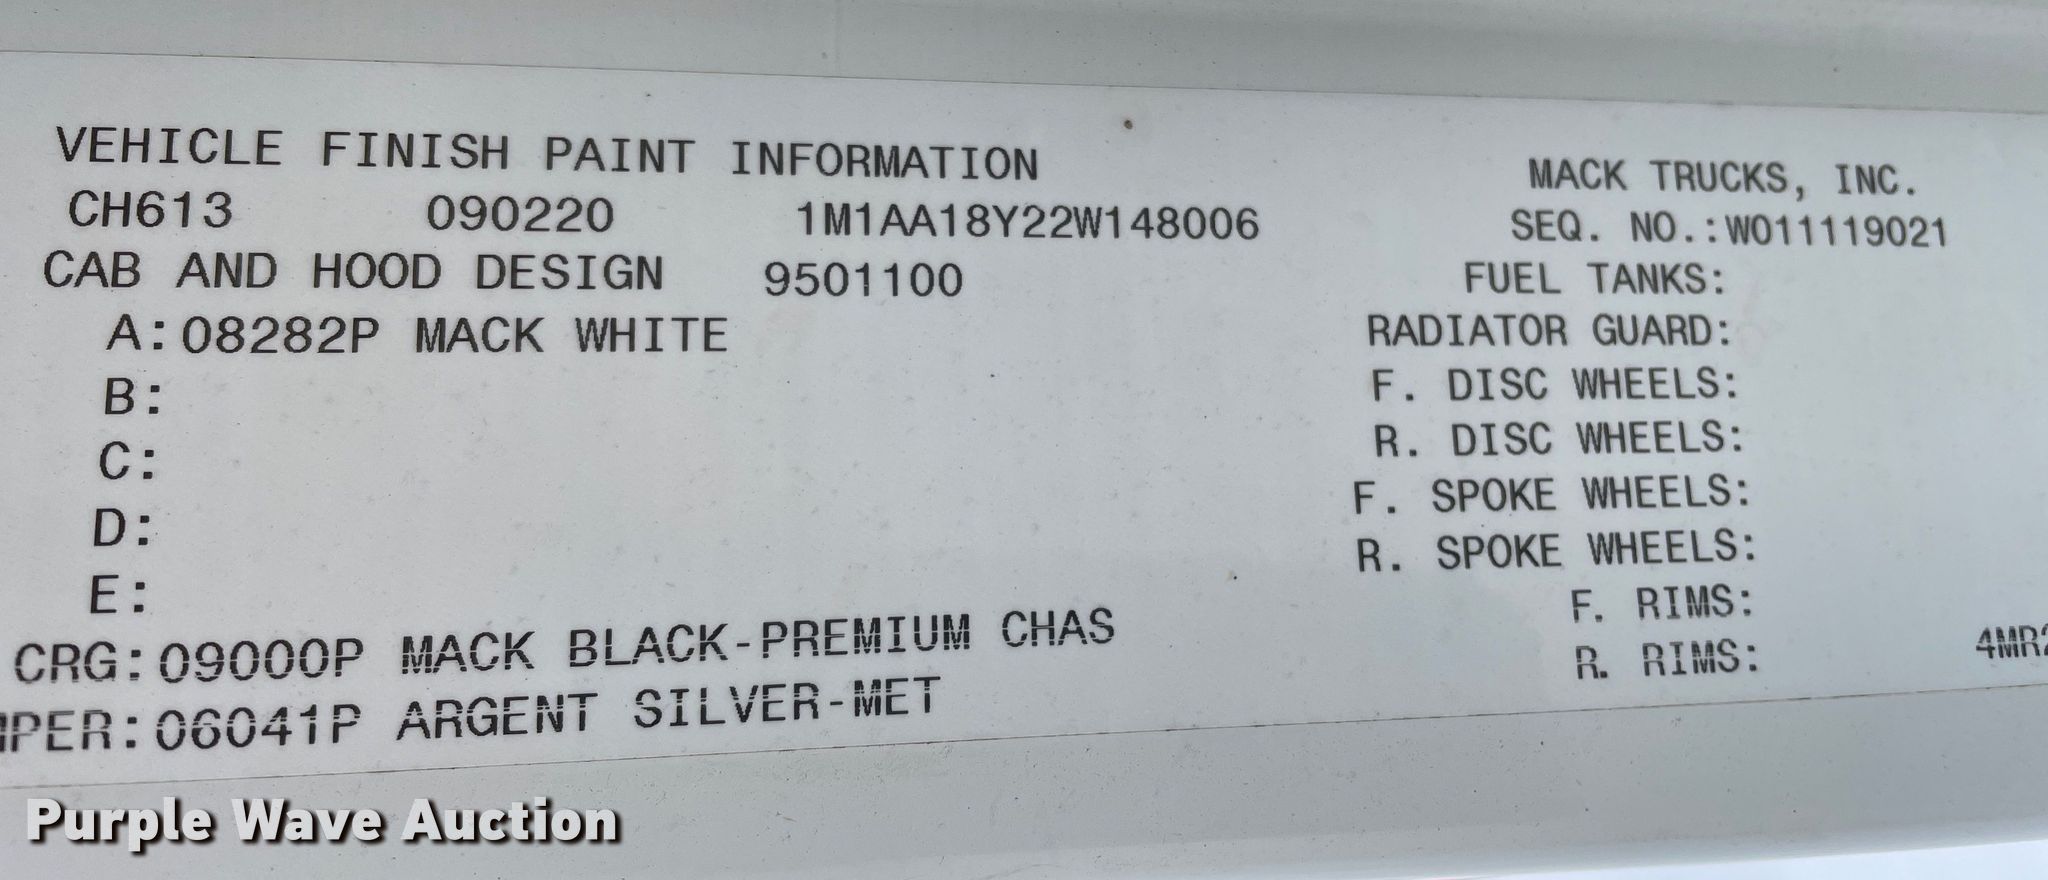 VEHICLE FINISH PAINT INFORMATION
CH613 090220 1M1AA18Y22W148006
CAB AND HOOD DESIGN 9501100
A:08282P MACK WHITE
B:
C:
D:
E:
CRG:09000P MACK BLACK-PREMIUM CHAS
MPER:06041P ARGENT SILVER-MET
MACK TRUCKS, INC.
SEQ. NO.:W011119021
FUEL TANKS:
RADIATOR GUARD:
F. DISC WHEELS:
R. DISC WHEELS:
F. SPOKE WHEELS:
R. SPOKE WHEELS:
F. RIMS:
R. RIMS:
4MR2
Purple Wave Auction